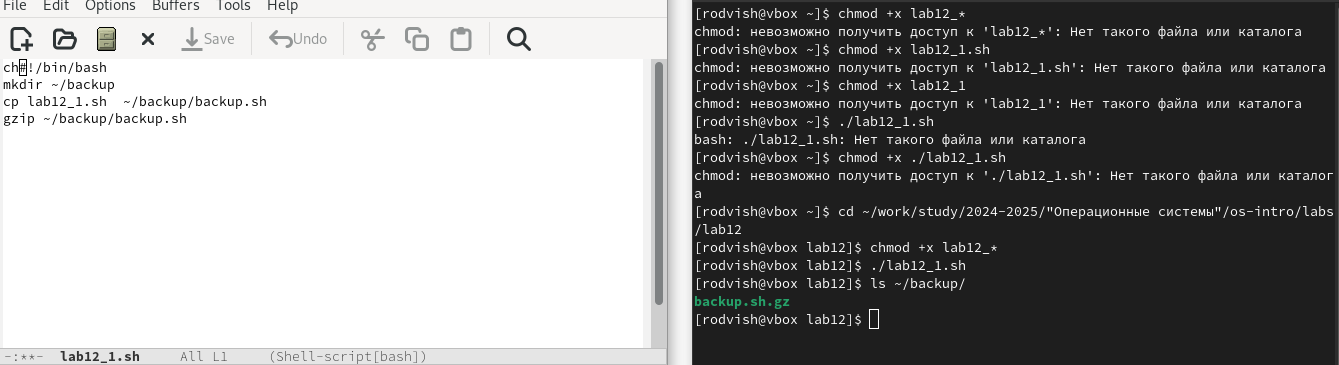 File Edit Options Buffers Tools Help
Save Undo
ch#!/bin/bash
mkdir ~/backup
cp lab12_1.sh  ~/backup/backup.sh
gzip ~/backup/backup.sh
-:**-  lab12_1.sh     All L1     (Shell-script[bash])
[rodvish@vbox ~]$ chmod +x lab12_*
chmod: невозможно получить доступ к 'lab12_*': Нет такого файла или каталога
[rodvish@vbox ~]$ chmod +x lab12_1.sh
chmod: невозможно получить доступ к 'lab12_1.sh': Нет такого файла или каталога
[rodvish@vbox ~]$ chmod +x lab12_1
chmod: невозможно получить доступ к 'lab12_1': Нет такого файла или каталога
[rodvish@vbox ~]$ ./lab12_1.sh
bash: ./lab12_1.sh: Нет такого файла или каталога
[rodvish@vbox ~]$ chmod +x ./lab12_1.sh
chmod: невозможно получить доступ к './lab12_1.sh': Нет такого файла или каталог
а
[rodvish@vbox ~]$ cd ~/work/study/2024-2025/"Операционные системы"/os-intro/labs
/lab12
[rodvish@vbox lab12]$ chmod +x lab12_*
[rodvish@vbox lab12]$ ./lab12_1.sh
[rodvish@vbox lab12]$ ls ~/backup/
backup.sh.gz
[rodvish@vbox lab12]$